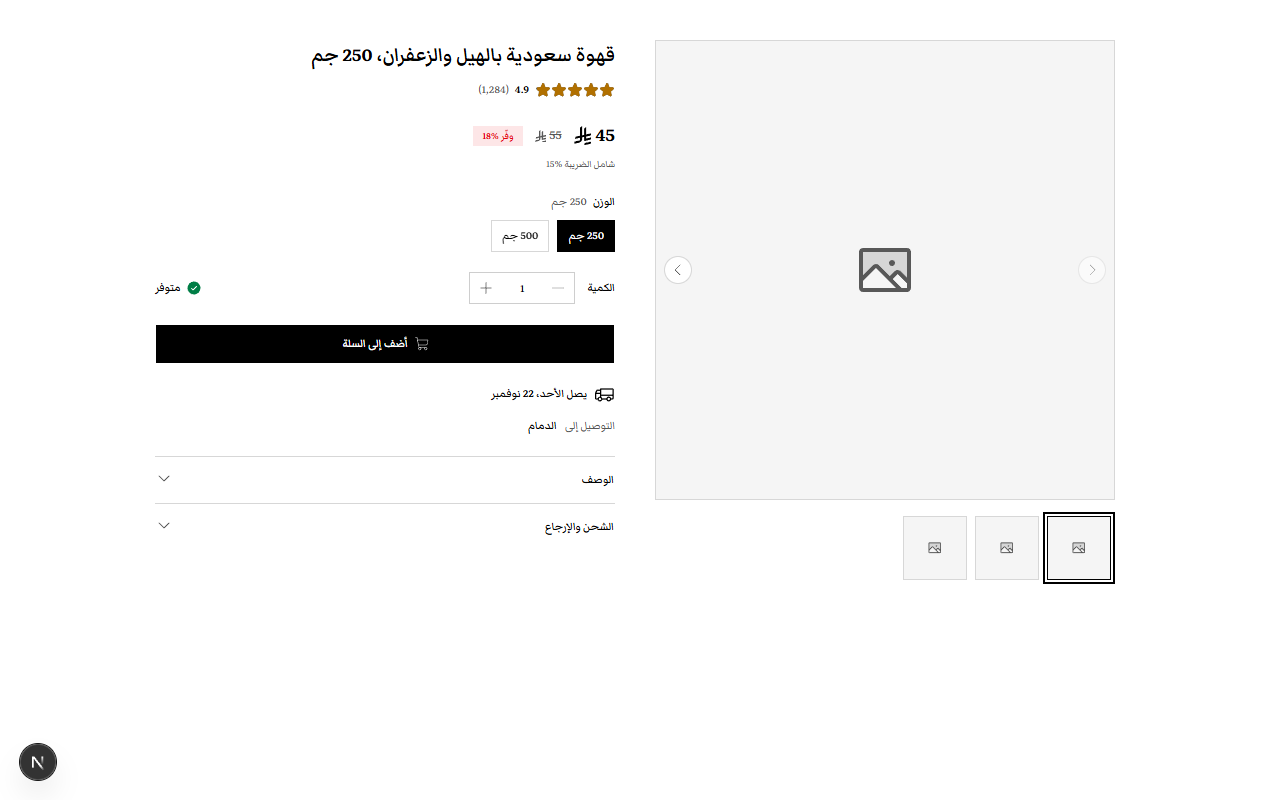 قهوة سعودية بالهيل والزعفران، 250 جم
4.9 (1,284)
45 ⃁ 55 ⃁ وفّر 18%
شامل الضريبة 15%
الوزن 250 جم
250 جم 500 جم
الكمية 1 متوفر
أضف إلى السلة
يصل الأحد، 22 نوفمبر
التوصيل إلى الدمام
الوصف
الشحن والإرجاع
N